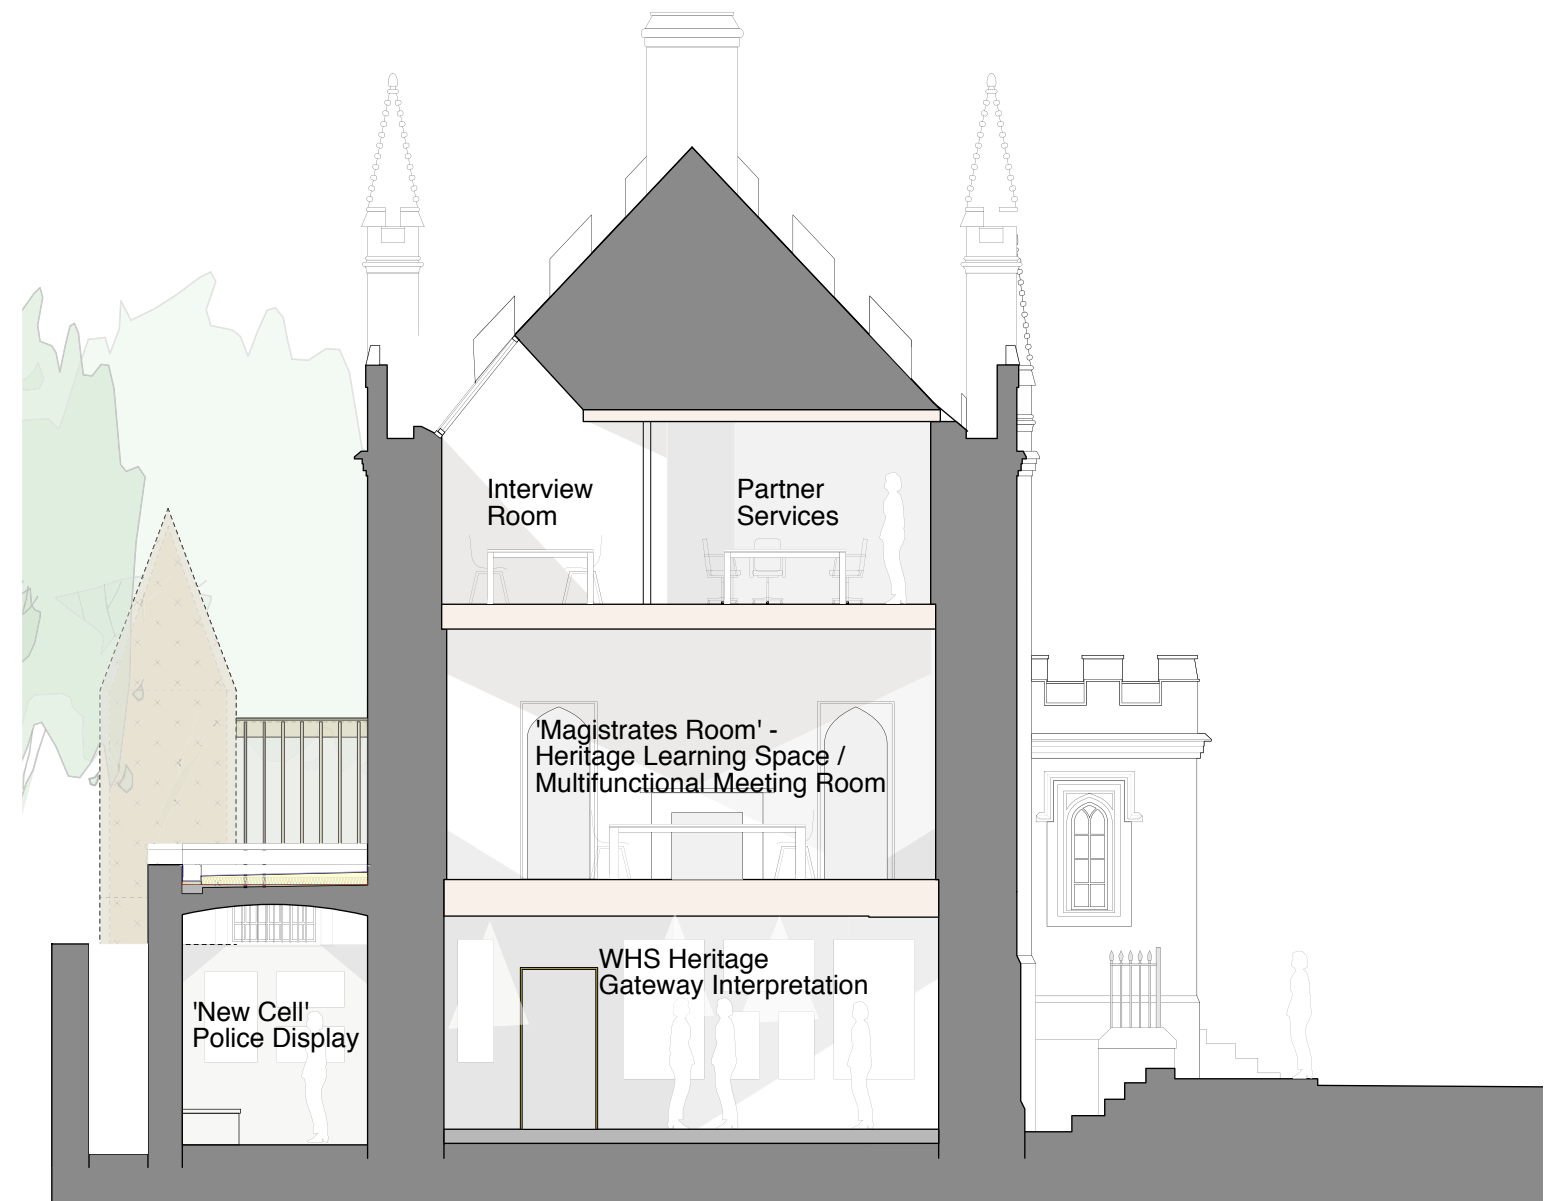 Interview
Room
Partner
Services
'Magistrates Room' -
Heritage Learning Space /
Multifunctional Meeting Room
WHS Heritage
Gateway Interpretation
'New Cell'
Police Display